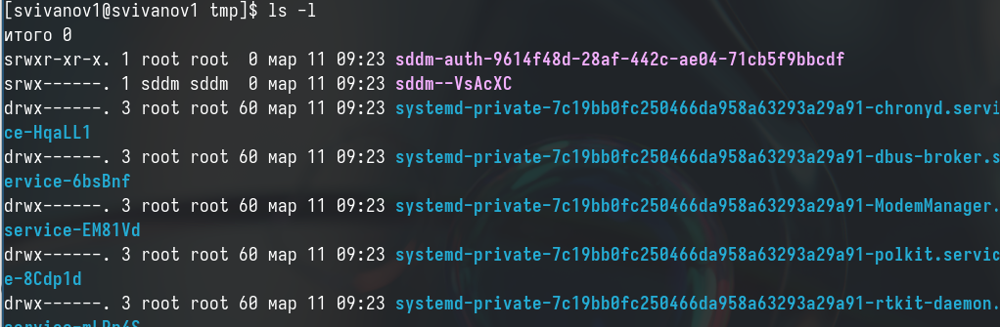 [svivanov1@svivanov1 tmp]$ ls -l
итого 0
srwxr-xr-x. 1 root root  0 мар 11 09:23 sddm-auth-9614f48d-28af-442c-ae04-71cb5f9bbcdf
srwx------. 1 sddm sddm  0 мар 11 09:23 sddm--VsAcXC
drwx------. 3 root root 60 мар 11 09:23 systemd-private-7c19bb0fc250466da958a63293a29a91-chronyd.servi
ce-HqaLL1
drwx------. 3 root root 60 мар 11 09:23 systemd-private-7c19bb0fc250466da958a63293a29a91-dbus-broker.s
ervice-6bsBnf
drwx------. 3 root root 60 мар 11 09:23 systemd-private-7c19bb0fc250466da958a63293a29a91-ModemManager.
service-EM81Vd
drwx------. 3 root root 60 мар 11 09:23 systemd-private-7c19bb0fc250466da958a63293a29a91-polkit.servic
e-8Cdp1d
drwx------. 3 root root 60 мар 11 09:23 systemd-private-7c19bb0fc250466da958a63293a29a91-rtkit-daemon.